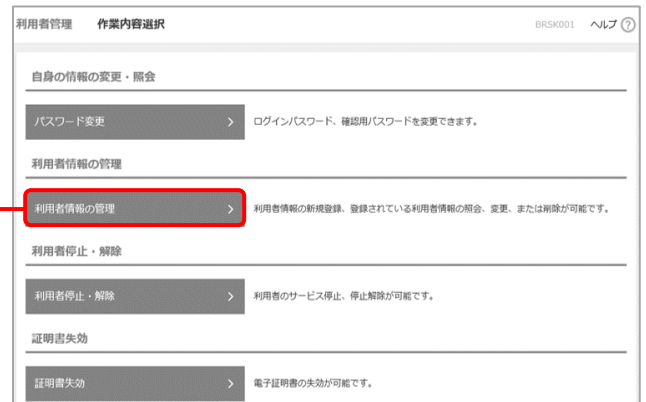 利用者管理 作業内容選択 BRSK001 ヘルプ ?
自身の情報の変更・照会
パスワード変更 > ログインパスワード、確認用パスワードを変更できます。
利用者情報の管理
利用者情報の管理 > 利用者情報の新規登録、登録されている利用者情報の照会、変更、または削除が可能です。
利用者停止・解除
利用者停止・解除 > 利用者のサービス停止、停止解除が可能です。
証明書失効
証明書失効 > 電子証明書の失効が可能です。